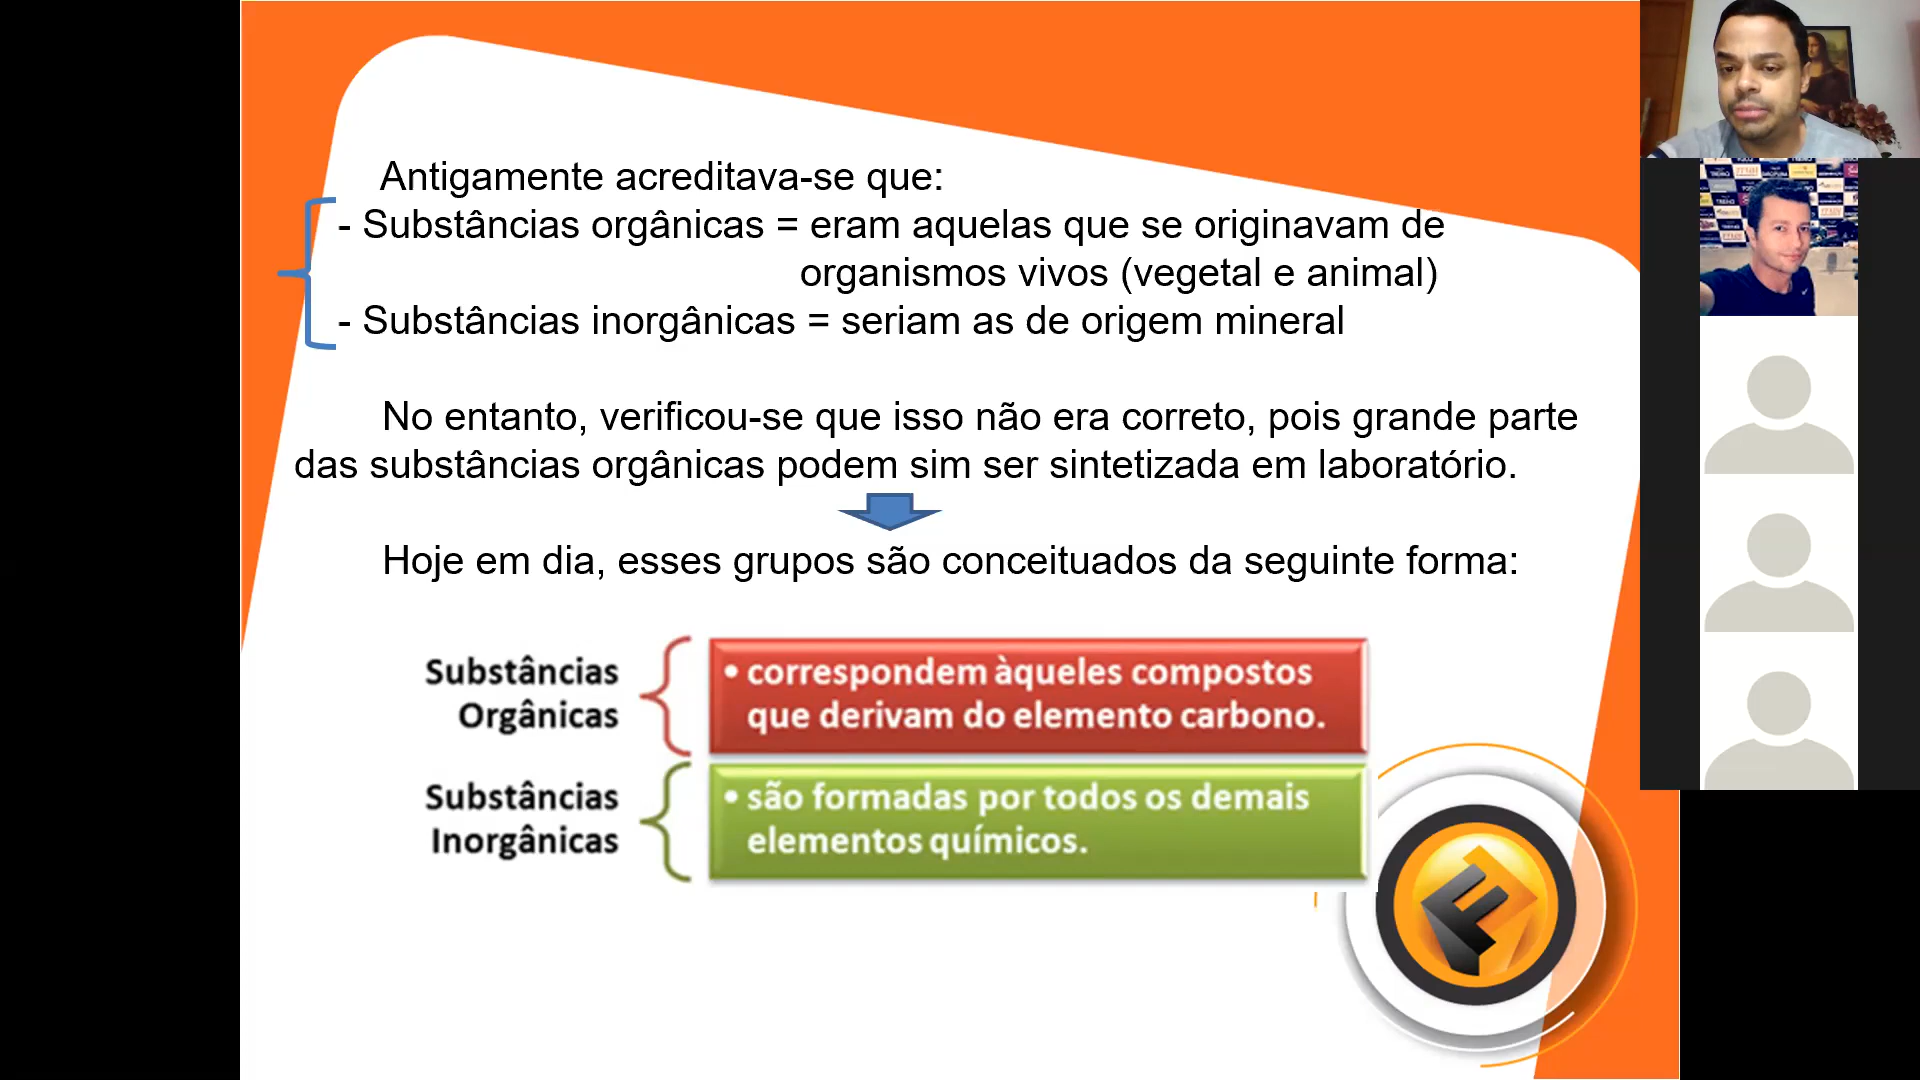 Antigamente acreditava-se que:
- Substâncias orgânicas = eram aquelas que se originavam de
organismos vivos (vegetal e animal)
- Substâncias inorgânicas = seriam as de origem mineral
No entanto, verificou-se que isso não era correto, pois grande parte
das substâncias orgânicas podem sim ser sintetizada em laboratório.
Hoje em dia, esses grupos são conceituados da seguinte forma:
Substâncias
Orgânicas
• correspondem àqueles compostos
que derivam do elemento carbono.
Substâncias
Inorgânicas
• são formadas por todos os demais
elementos químicos.